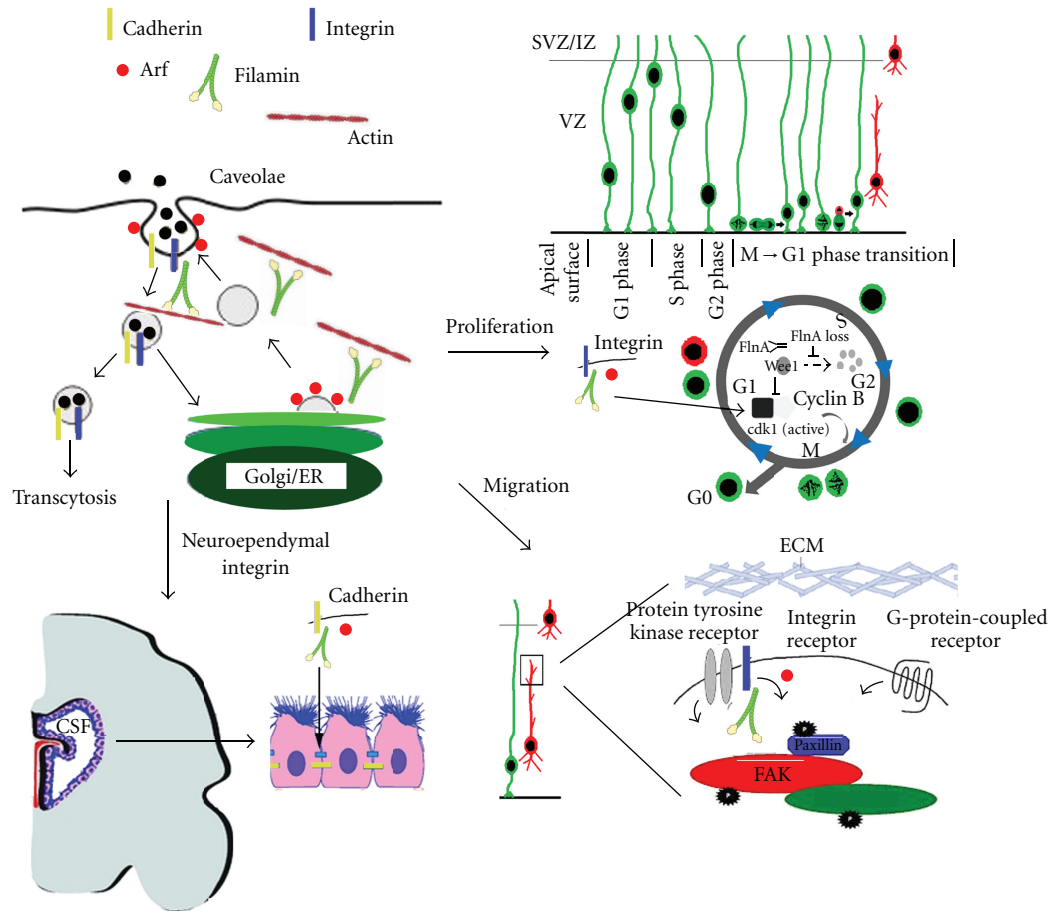 Cadherin
Integrin
Arf
Filamin
Actin
Caveolae
Transcytosis
Golgi/ER
Neuroependymal
integrin
CSF
Cadherin
Proliferation
Migration
SVZ/IZ
VZ
Apical
surface
G1 phase
S phase
G2 phase
M → G1 phase transition
Integrin
S
FlnA
FlnA loss
Wee1
G2
G1
Cyclin B
cdk1 (active)
M
G0
ECM
Protein tyrosine
kinase receptor
Integrin
receptor
G-protein-coupled
receptor
P
Paxillin
FAK
P
P